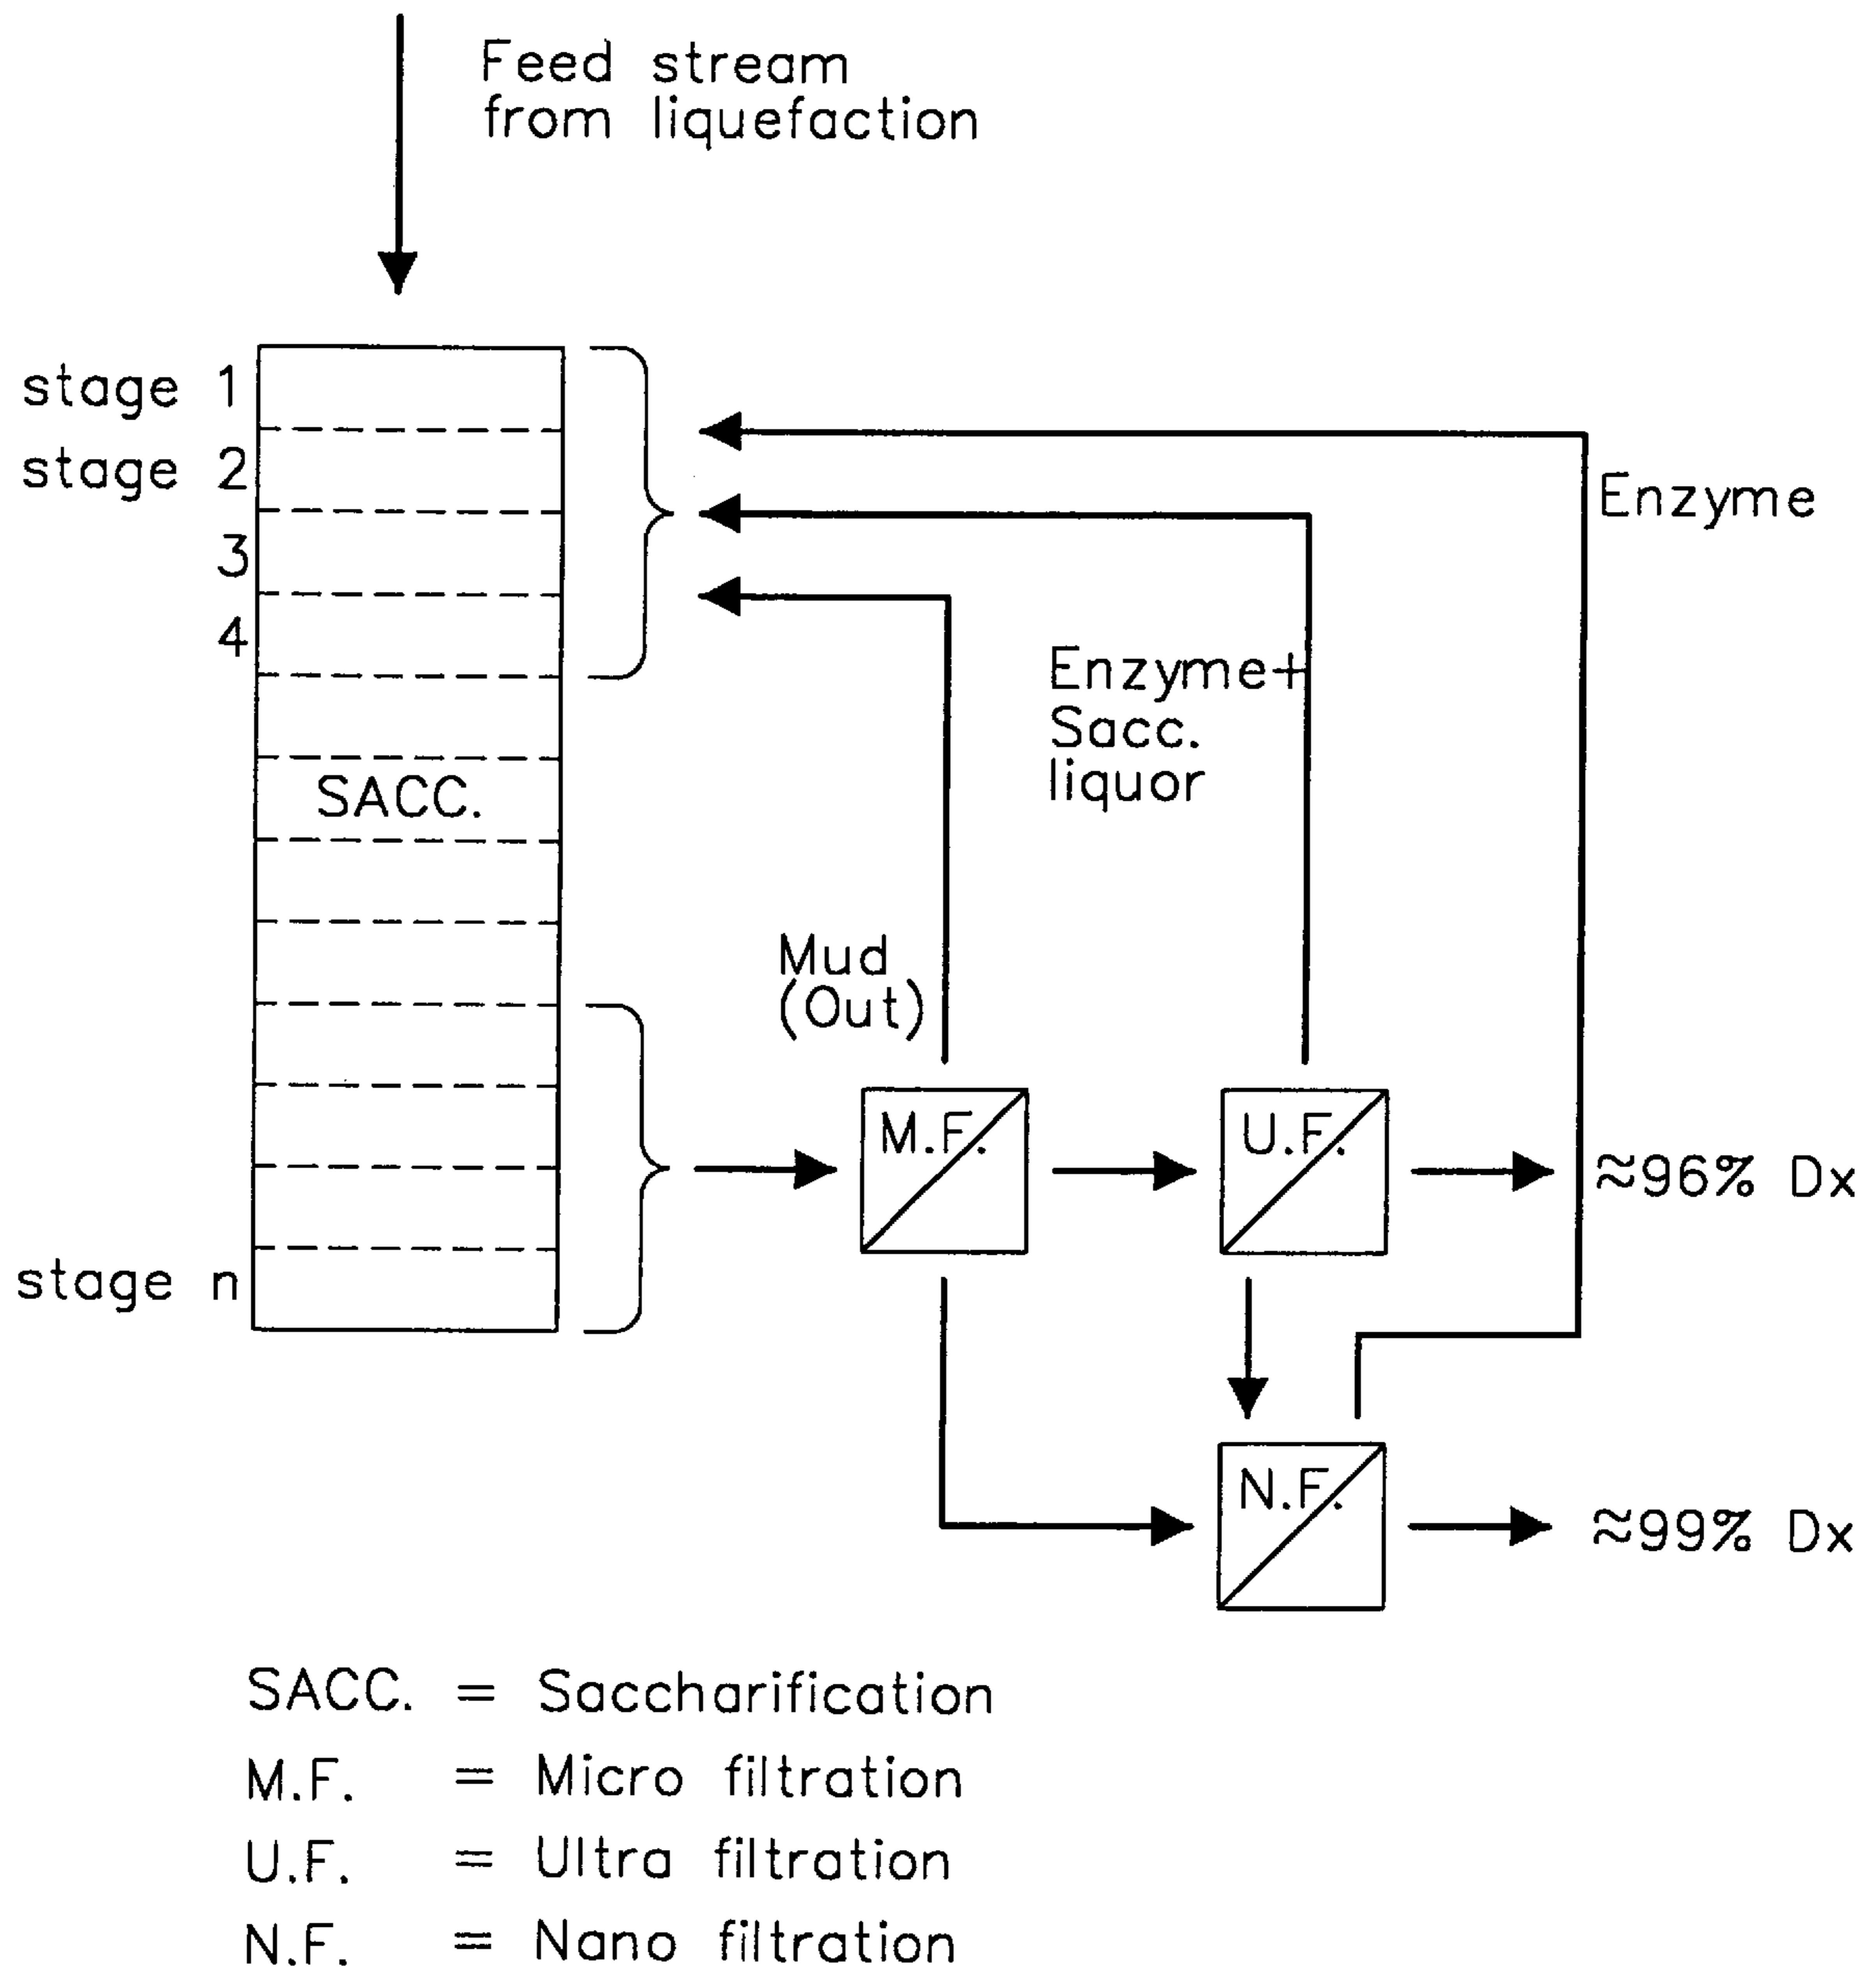 Feed stream
from liquefaction
stage 1
stage 2
3
4
SACC.
stage n
Enzyme
Enzyme+
Sacc.
liquor
Mud
(Out)
M.F.
U.F.
≈96% Dx
N.F.
≈99% Dx
SACC. = Saccharification
M.F. = Micro filtration
U.F. = Ultra filtration
N.F. = Nano filtration